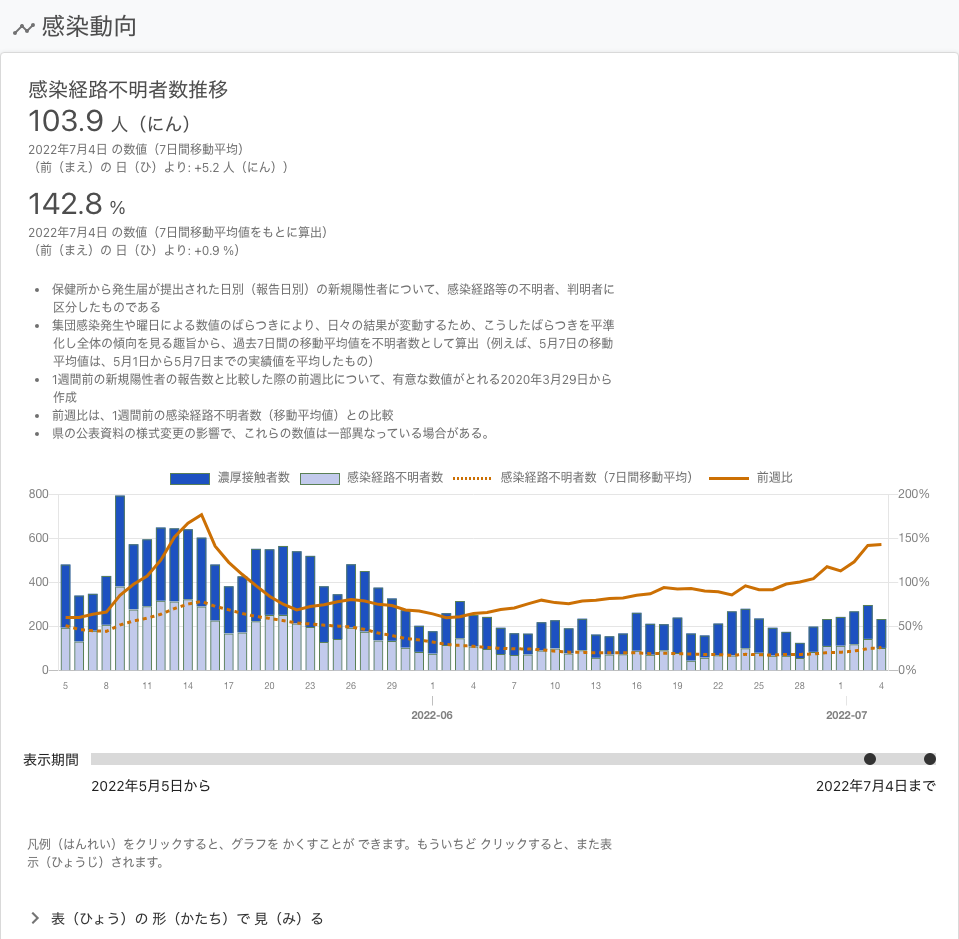 感染動向
感染経路不明者数推移
103.9 人（にん）
2022年7月4日 の数値（7日間移動平均）
（前（まえ）の 日（ひ）より: +5.2 人（にん））
142.8 %
2022年7月4日 の数値（7日間移動平均値をもとに算出）
（前（まえ）の 日（ひ）より: +0.9 %）
• 保健所から発生届が提出された日別（報告日別）の新規陽性者について、感染経路等の不明者、判明者に
区分したものである
• 集団感染発生や曜日による数値のばらつきにより、日々の結果が変動するため、こうしたばらつきを平準
化し全体の傾向を見る趣旨から、過去7日間の移動平均値を不明者数として算出（例えば、5月7日の移動
平均値は、5月1日から5月7日までの実績値を平均したもの）
• 1週間前の新規陽性者の報告数と比較した際の前週比について、有意な数値がとれる2020年3月29日から
作成
• 前週比は、1週間前の感染経路不明者数（移動平均値）との比較
• 県の公表資料の様式変更の影響で、これらの数値は一部異なっている場合がある。
濃厚接触者数 感染経路不明者数 感染経路不明者数（7日間移動平均） 前週比
800 200%
600 150%
400 100%
200 50%
0 0%
5 8 11 14 17 20 23 26 29 1 4 7 10 13 16 19 22 25 28 1 4
2022-06 2022-07
表示期間
2022年5月5日から 2022年7月4日まで
凡例（はんれい）をクリックすると、グラフを かくすことが できます。もういちど クリックすると、また表
示（ひょうじ）されます。
表（ひょう）の 形（かたち）で 見（み）る